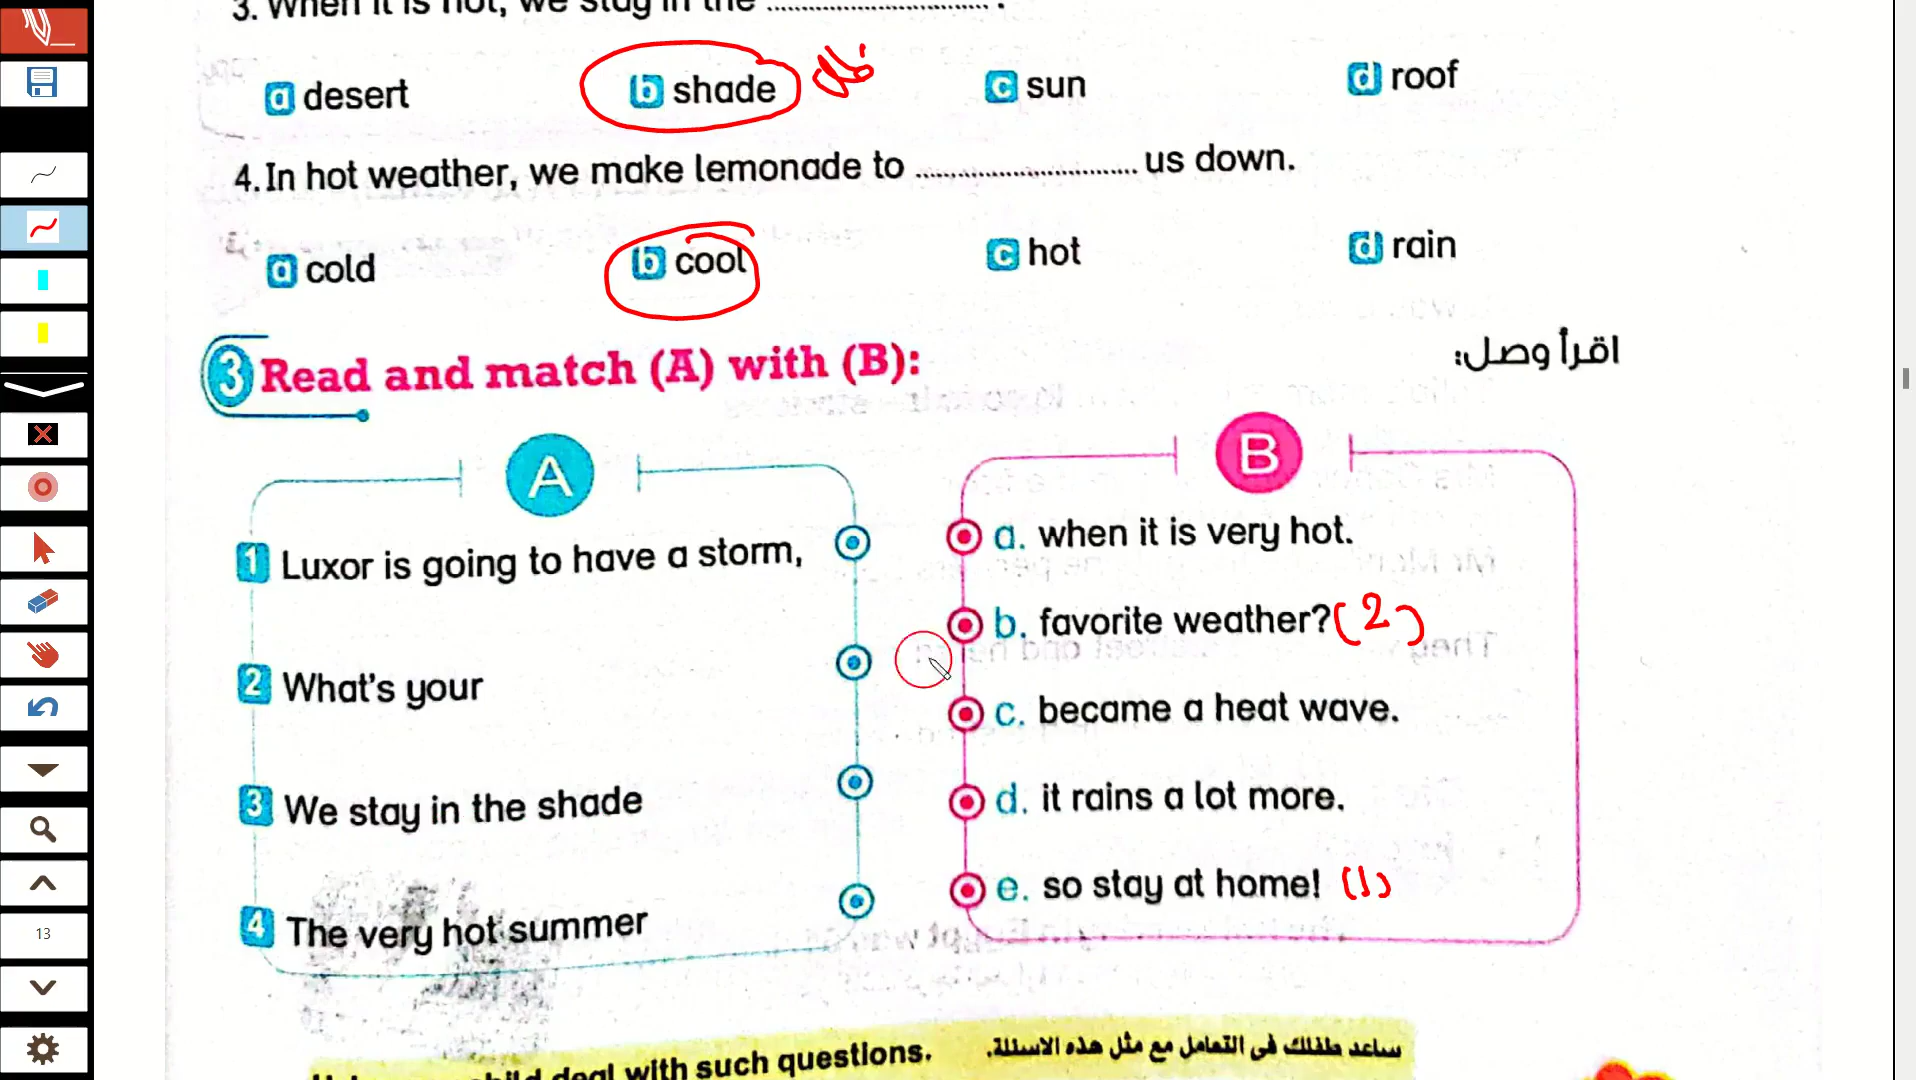 3. When it is hot, we stay in the ........................ .
a desert b shade ظل c sun d roof
4. In hot weather, we make lemonade to ........................ us down.
a cold b cool c hot d rain
3 Read and match (A) with (B): اقرأ وصل:
A
1 Luxor is going to have a storm,
2 What's your
3 We stay in the shade
4 The very hot summer
B
a. when it is very hot.
b. favorite weather? (2)
c. became a heat wave.
d. it rains a lot more.
e. so stay at home! (1)
child deal with such questions. ساعد طفلك فى التعامل مع مثل هذه الاسئلة.
13